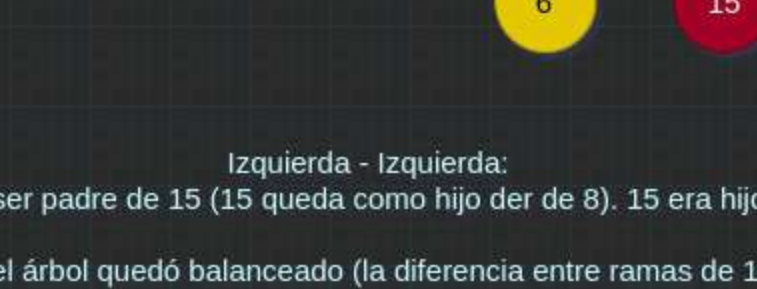 6 15
Izquierda - Izquierda:
ser padre de 15 (15 queda como hijo der de 8). 15 era hijo
el árbol quedó balanceado (la diferencia entre ramas de 1